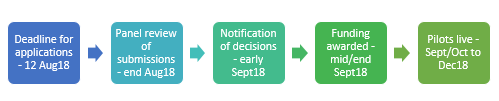 Deadline for
applications
- 12 Aug18
Panel review
of
submissions
- end Aug18
Notification
of decisions
- early
Sept18
Funding
awarded -
mid/end
Sept18
Pilots live -
Sept/Oct to
Dec18